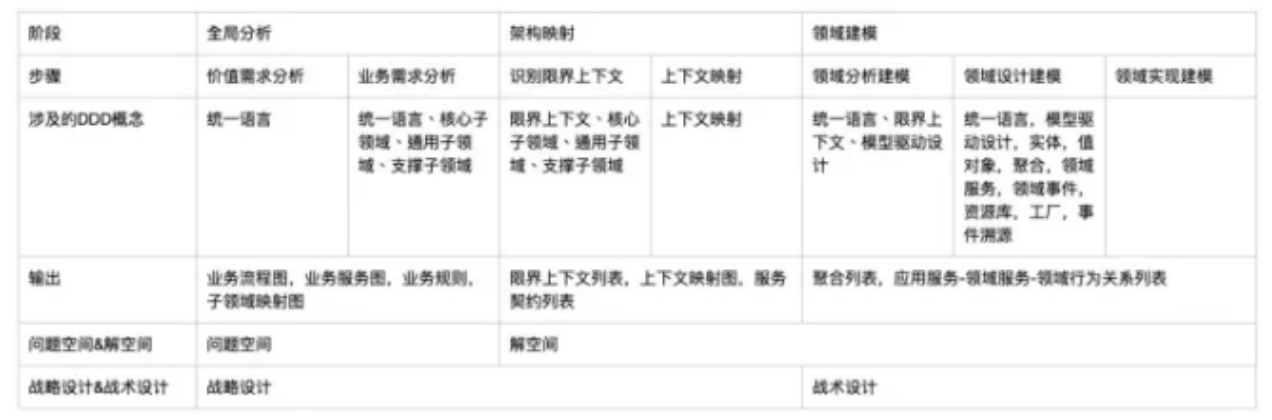 阶段 全局分析 架构映射 领域建模
步骤 价值需求分析 业务需求分析 识别限界上下文 上下文映射 领域分析建模 领域设计建模 领域实现建模
涉及的DDD概念 统一语言 统一语言、核心子 限界上下文、核心 上下文映射 统一语言、限界上 统一语言，模型驱
领域、通用子领 子领域、通用子领 下文、模型驱动设 动设计，实体，值
域、支撑子领域 域、支撑子领域 计 对象，聚合，领域
服务，领域事件，
资源库，工厂，事
件溯源
输出 业务流程图，业务服务图，业务规则， 限界上下文列表，上下文映射图，服务 聚合列表，应用服务-领域服务-领域行为关系列表
子领域映射图 契约列表
问题空间&解空间 问题空间 解空间
战略设计&战术设计 战略设计 战术设计